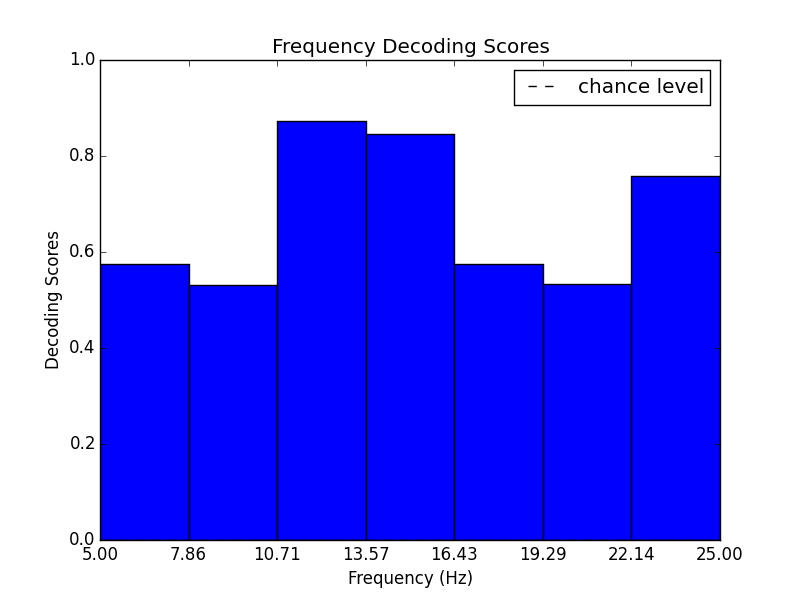 Frequency Decoding Scores
chance level
1.0
0.8
0.6
0.4
0.2
0.0
Decoding Scores
5.00 7.86 10.71 13.57 16.43 19.29 22.14 25.00
Frequency (Hz)